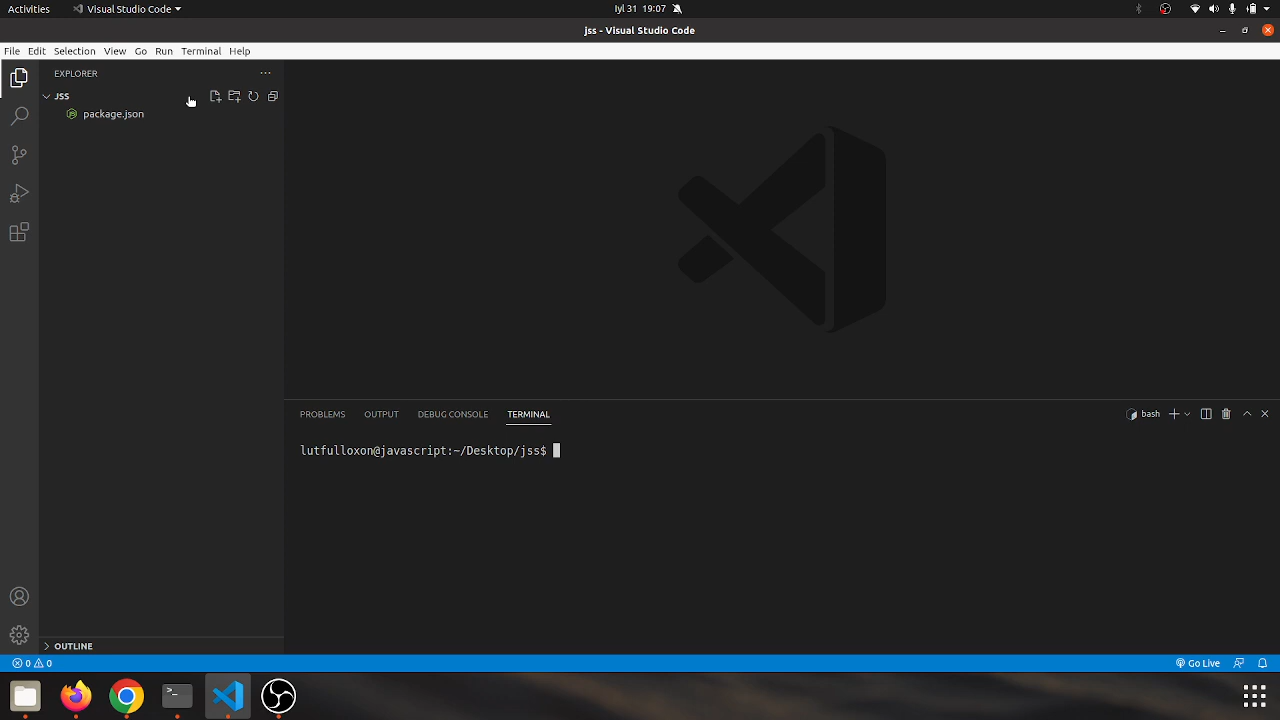 Activities
Visual Studio Code
Iyl 31 19:07
jss - Visual Studio Code
File Edit Selection View Go Run Terminal Help
EXPLORER
JSS
package.json
PROBLEMS OUTPUT DEBUG CONSOLE TERMINAL
bash
lutfulloxon@javascript:~/Desktop/jss$
OUTLINE
0 0
Go Live